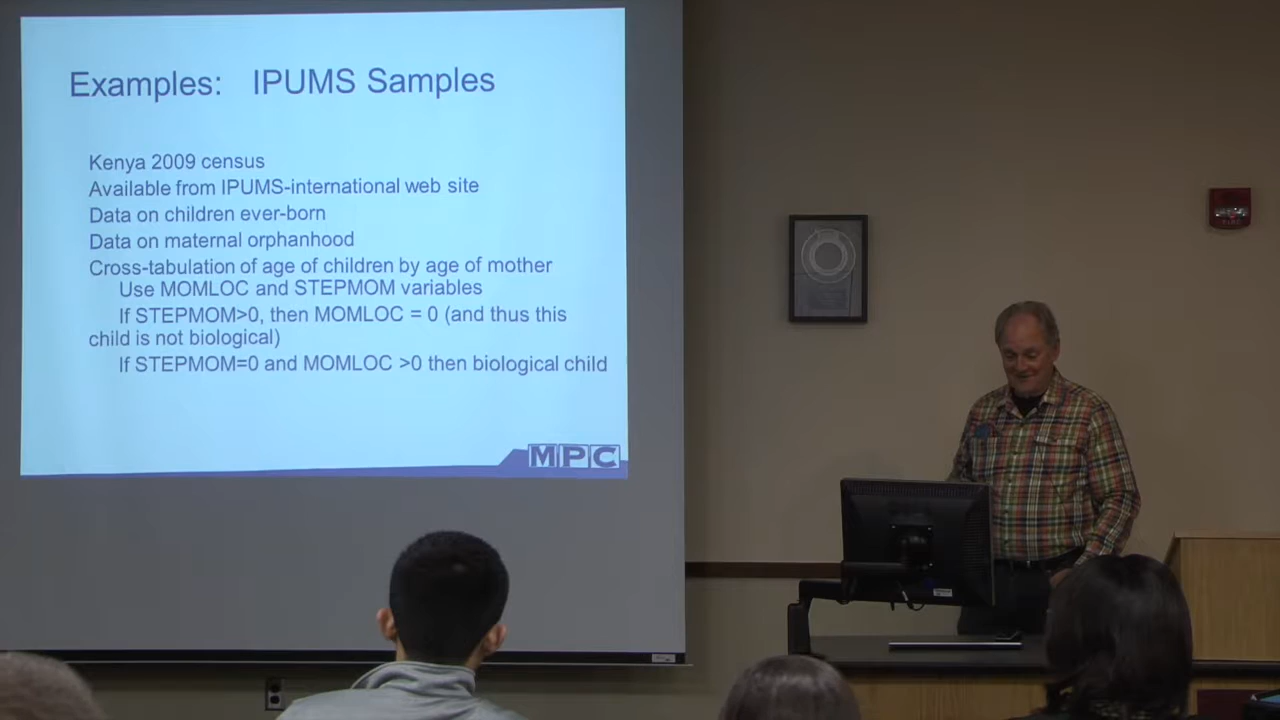 Examples: IPUMS Samples
Kenya 2009 census
Available from IPUMS-international web site
Data on children ever-born
Data on maternal orphanhood
Cross-tabulation of age of children by age of mother
Use MOMLOC and STEPMOM variables
If STEPMOM>0, then MOMLOC = 0 (and thus this
child is not biological)
If STEPMOM=0 and MOMLOC >0 then biological child
MPC